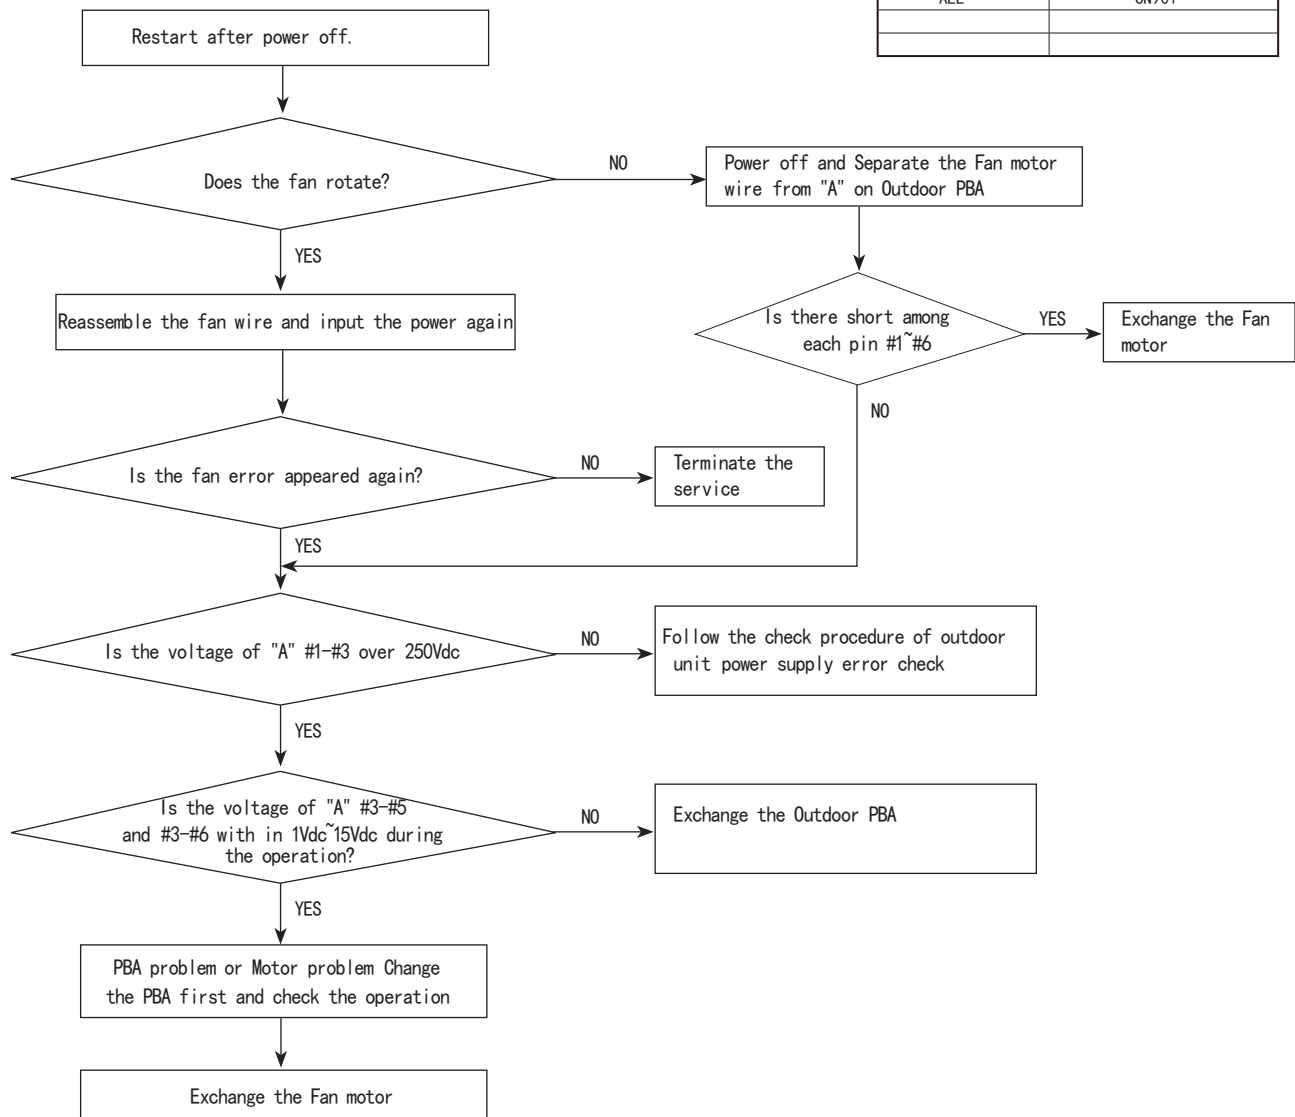 Restart after power off.
Does the fan rotate?
NO
Power off and Separate the Fan motor
wire from "A" on Outdoor PBA
YES
Reassemble the fan wire and input the power again
Is there short among
each pin #1~#6
YES
Exchange the Fan
motor
NO
Is the fan error appeared again?
NO
Terminate the
service
YES
Is the voltage of "A" #1-#3 over 250Vdc
NO
Follow the check procedure of outdoor
unit power supply error check
YES
Is the voltage of "A" #3-#5
and #3-#6 with in 1Vdc~15Vdc during
the operation?
NO
Exchange the Outdoor PBA
YES
PBA problem or Motor problem Change
the PBA first and check the operation
Exchange the Fan motor